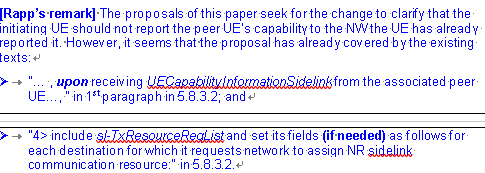 [Rapp's remark] The proposals of this paper seek for the change to clarify that the
initiating UE should not report the peer UE's capability to the NW the UE has already
reported it. However, it seems that the proposal has already covered by the existing
texts:
➤ → "… , upon receiving UECapabilityInformationSidelink from the associated peer
UE…, " in 1st paragraph in 5.8.3.2; and
➤ → "4> include sl-TxResourceReqList and set its fields (if needed) as follows for
each destination for which it requests network to assign NR sidelink
communication resource:" in 5.8.3.2.